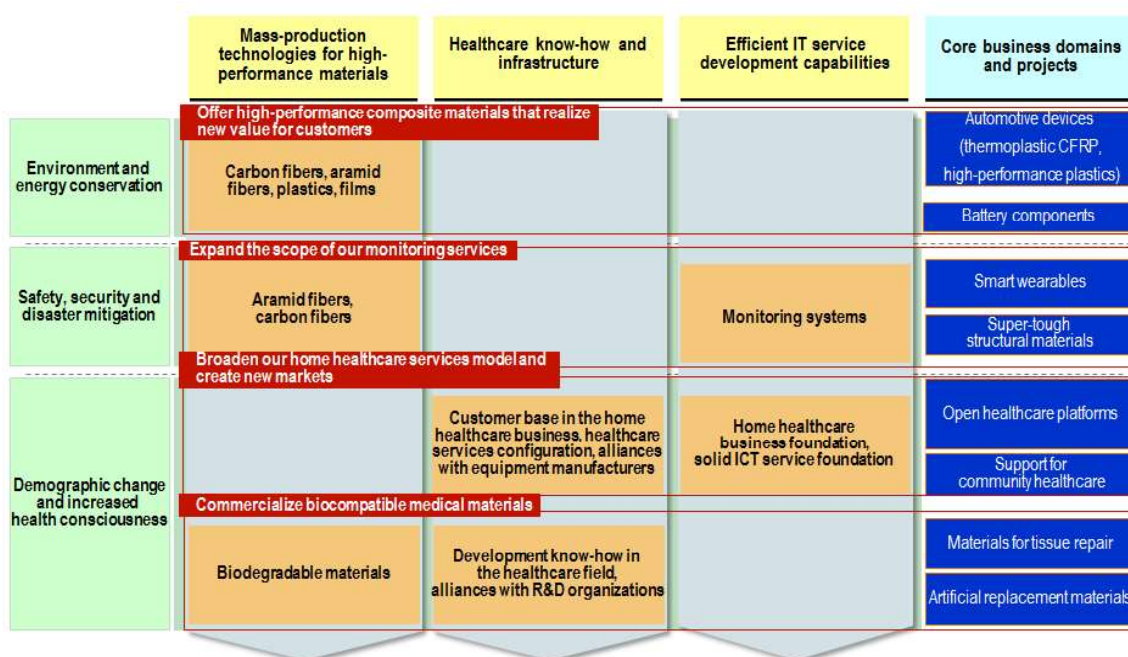 Mass-production
technologies for high-
performance materials
Healthcare know-how and
infrastructure
Efficient IT service
development capabilities
Core business domains
and projects
Offer high-performance composite materials that realize
new value for customers
Environment and
energy conservation
Carbon fibers, aramid
fibers, plastics, films
Automotive devices
(thermoplastic CFRP,
high-performance plastics)
Battery components
Expand the scope of our monitoring services
Safety, security and
disaster mitigation
Aramid fibers,
carbon fibers
Monitoring systems
Smart wearables
Super-tough
structural materials
Broaden our home healthcare services model and
create new markets
Demographic change
and increased
health consciousness
Customer base in the home
healthcare business, healthcare
services configuration, alliances
with equipment manufacturers
Home healthcare
business foundation,
solid ICT service foundation
Open healthcare platforms
Support for
community healthcare
Commercialize biocompatible medical materials
Biodegradable materials
Development know-how in
the healthcare field,
alliances with R&D organizations
Materials for tissue repair
Artificial replacement materials